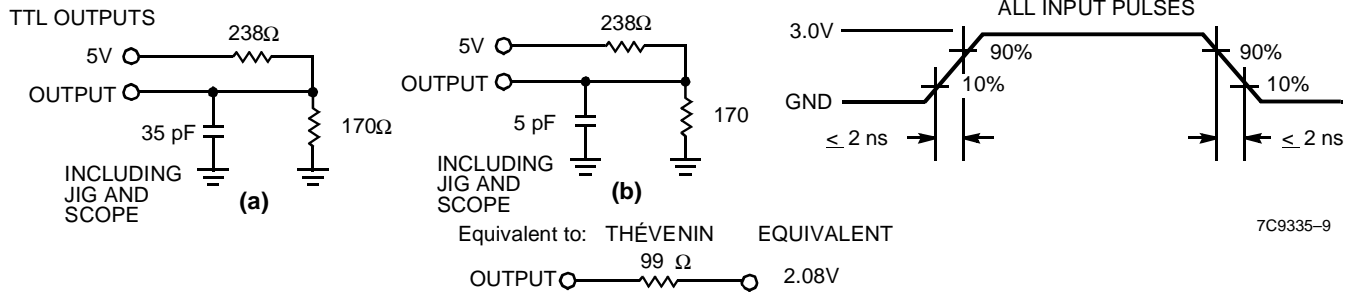 TTL OUTPUTS
238Ω
5V
OUTPUT
35 pF
170Ω
INCLUDING
JIG AND
SCOPE
(a)
238Ω
5V
OUTPUT
5 pF
170
INCLUDING
JIG AND
SCOPE
(b)
Equivalent to: THÉVENIN EQUIVALENT
99 Ω
OUTPUT
2.08V
ALL INPUT PULSES
3.0V
90%
90%
10%
10%
GND
≤ 2 ns
≤ 2 ns
7C9335–9